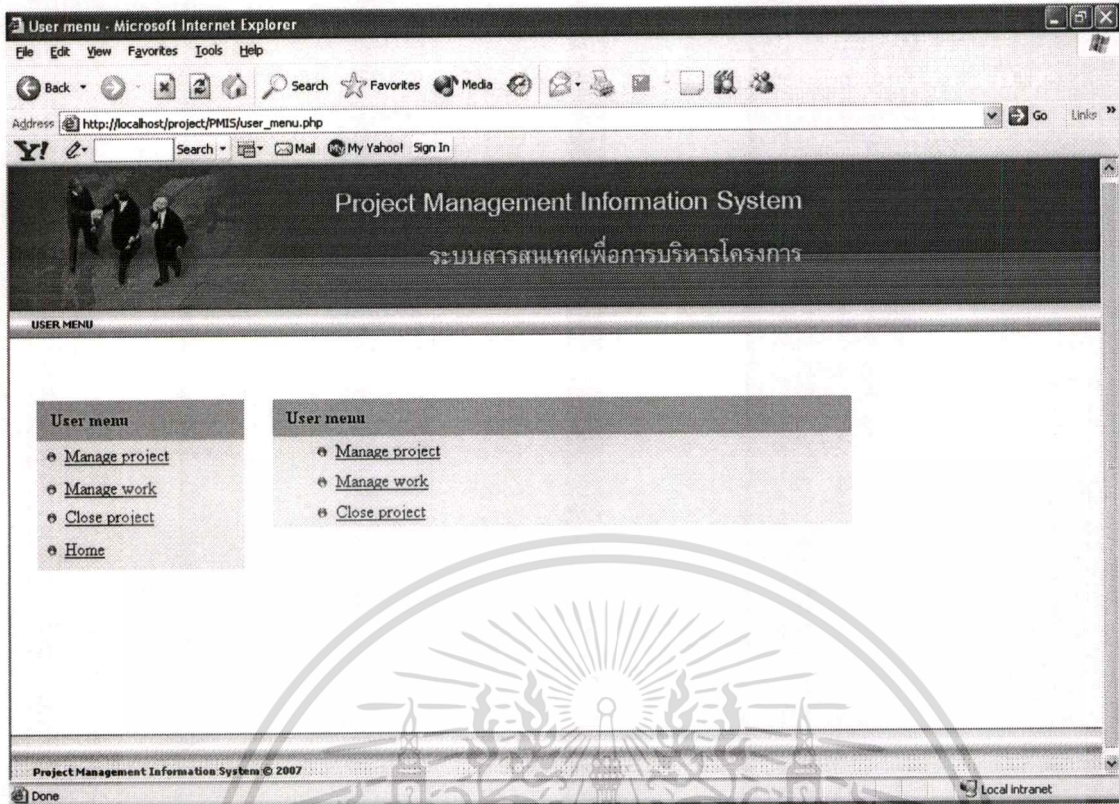 User menu - Microsoft Internet Explorer
File Edit View Favorites Tools Help
Back Search Favorites Media
Address http://localhost/project/PMIS/user_menu.php Go Links »
Y! Search Mail My Yahoo! Sign In
Project Management Information System
ระบบสารสนเทศเพื่อการบริหารโครงการ
USER MENU
User menu
Manage project
Manage work
Close project
Home
User menu
Manage project
Manage work
Close project
Project Management Information System © 2007
Done Local intranet